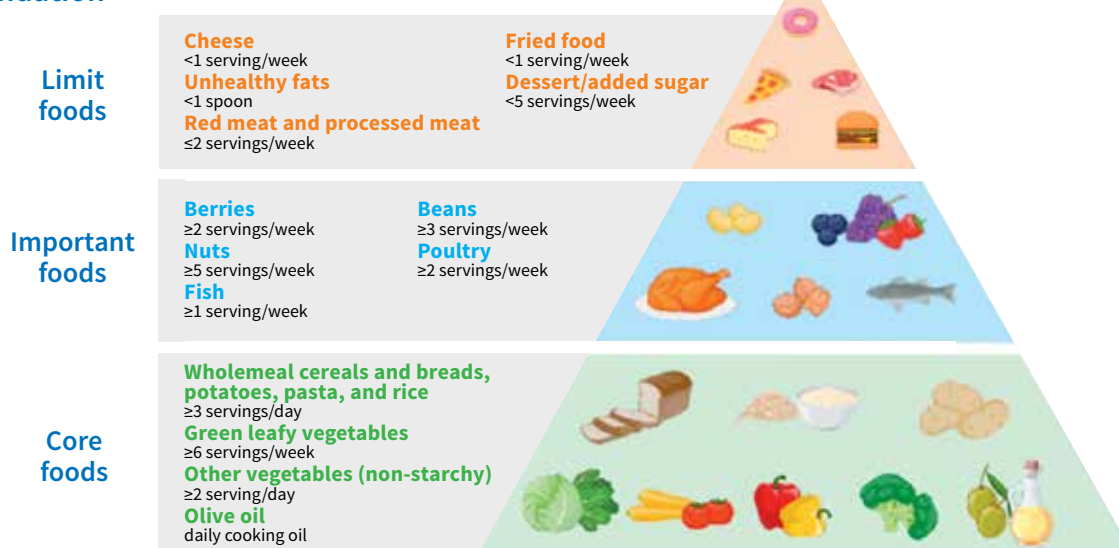 Limit
foods
Cheese
<1 serving/week
Unhealthy fats
<1 spoon
Red meat and processed meat
≤2 servings/week
Fried food
<1 serving/week
Dessert/added sugar
<5 servings/week
Important
foods
Berries
≥2 servings/week
Nuts
≥5 servings/week
Fish
≥1 serving/week
Beans
≥3 servings/week
Poultry
≥2 servings/week
Core
foods
Wholemeal cereals and breads,
potatoes, pasta, and rice
≥3 servings/day
Green leafy vegetables
≥6 servings/week
Other vegetables (non-starchy)
≥2 serving/day
Olive oil
daily cooking oil